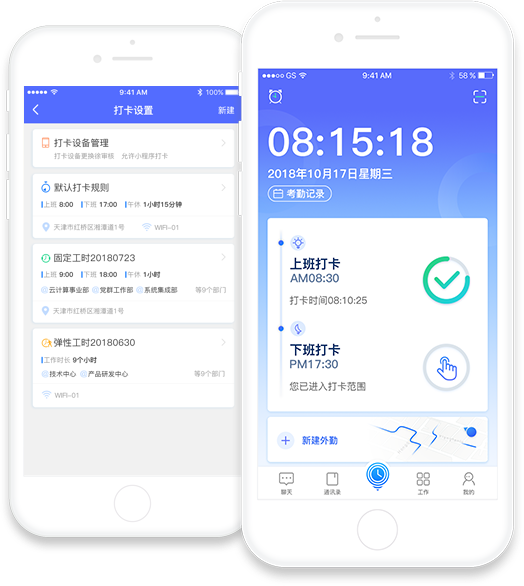 9:41 AM
100%
打卡设置
新建
打卡设备管理
打卡设备更换须审核 允许小程序打卡
默认打卡规则
上班 8:00 下班 17:00 午休 1小时15分钟
天津市红桥区湘潭道1号 WIFI-01
固定工时20180723
上班 9:00 下班 18:00 午休 1小时
云计算事业部 党群工作部 系统集成部 等9个部门
天津市红桥区湘潭道1号
弹性工时20180630
工作时长 9个小时
技术中心 产品研发中心 等9个部门
WIFI-01
GS 9:41 AM 58 %
08:15:18
2018年10月17日星期三
考勤记录
上班打卡
AM08:30
打卡时间08:10:25
下班打卡
PM17:30
您已进入打卡范围
新建外勤
聊天 通讯录 工作 我的